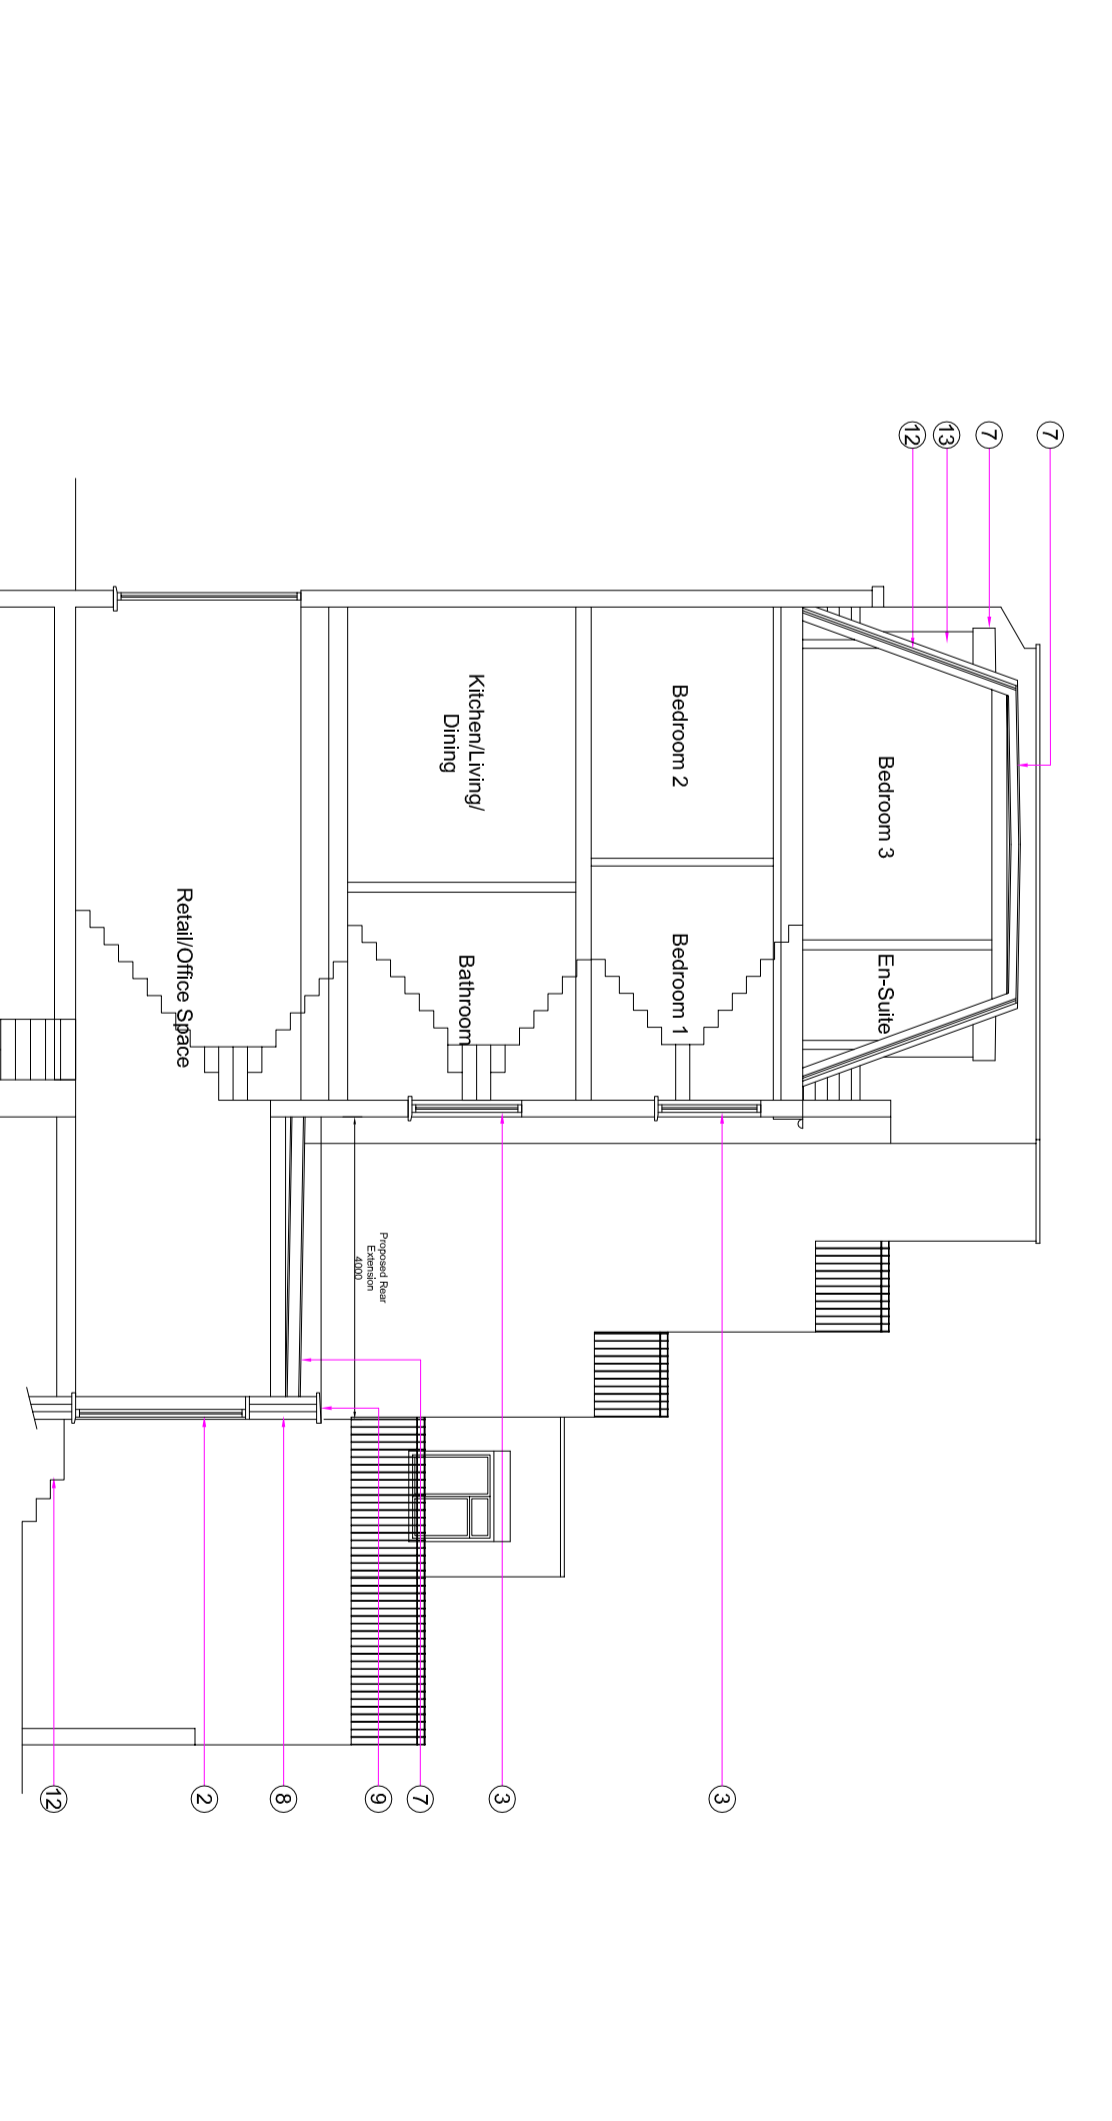 7
7
13
12
Bedroom 3
En-Suite
Bedroom 2
Bedroom 1
Kitchen/Living/
Dining
Bathroom
Retail/Office Space
Proposed Rear
Extension
4000
3
3
7
9
8
2
12